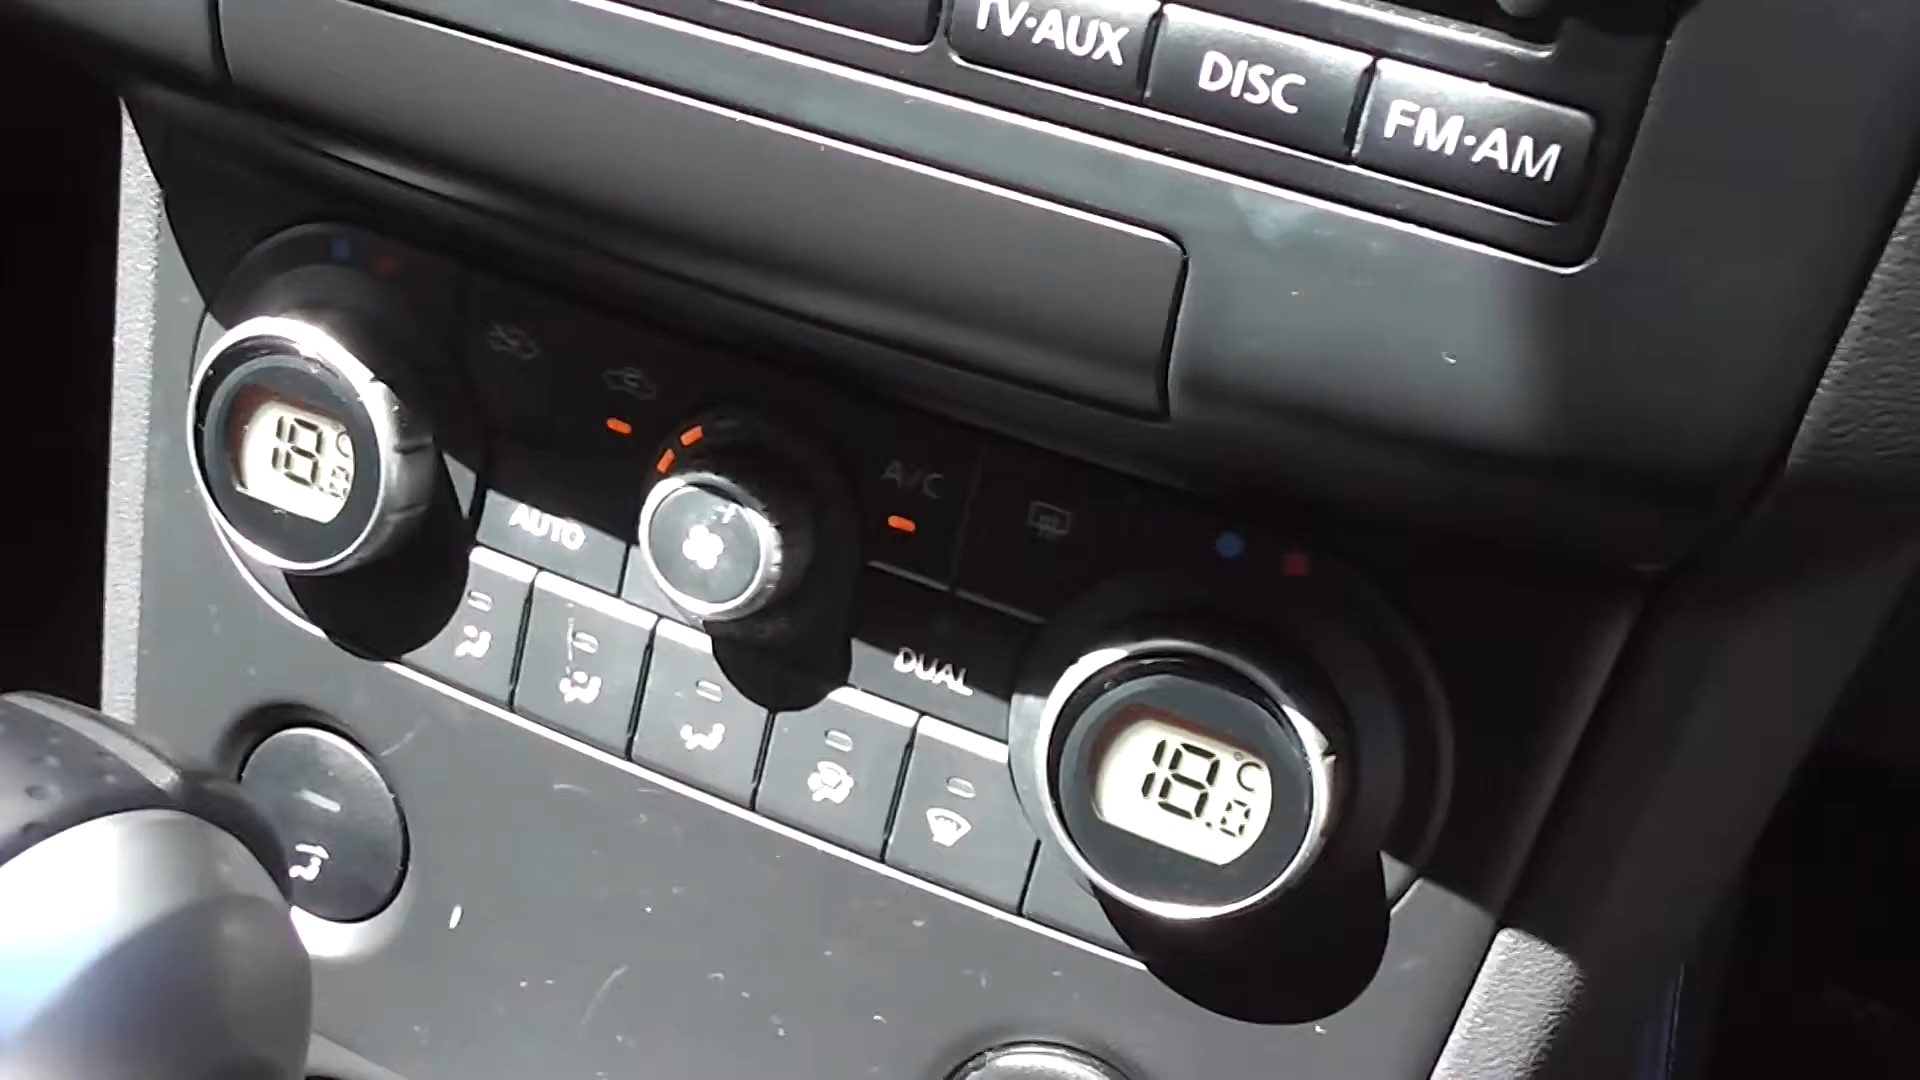 TV·AUX
DISC
FM·AM
18.0 °C
AUTO
A/C
DUAL
18.0 °C